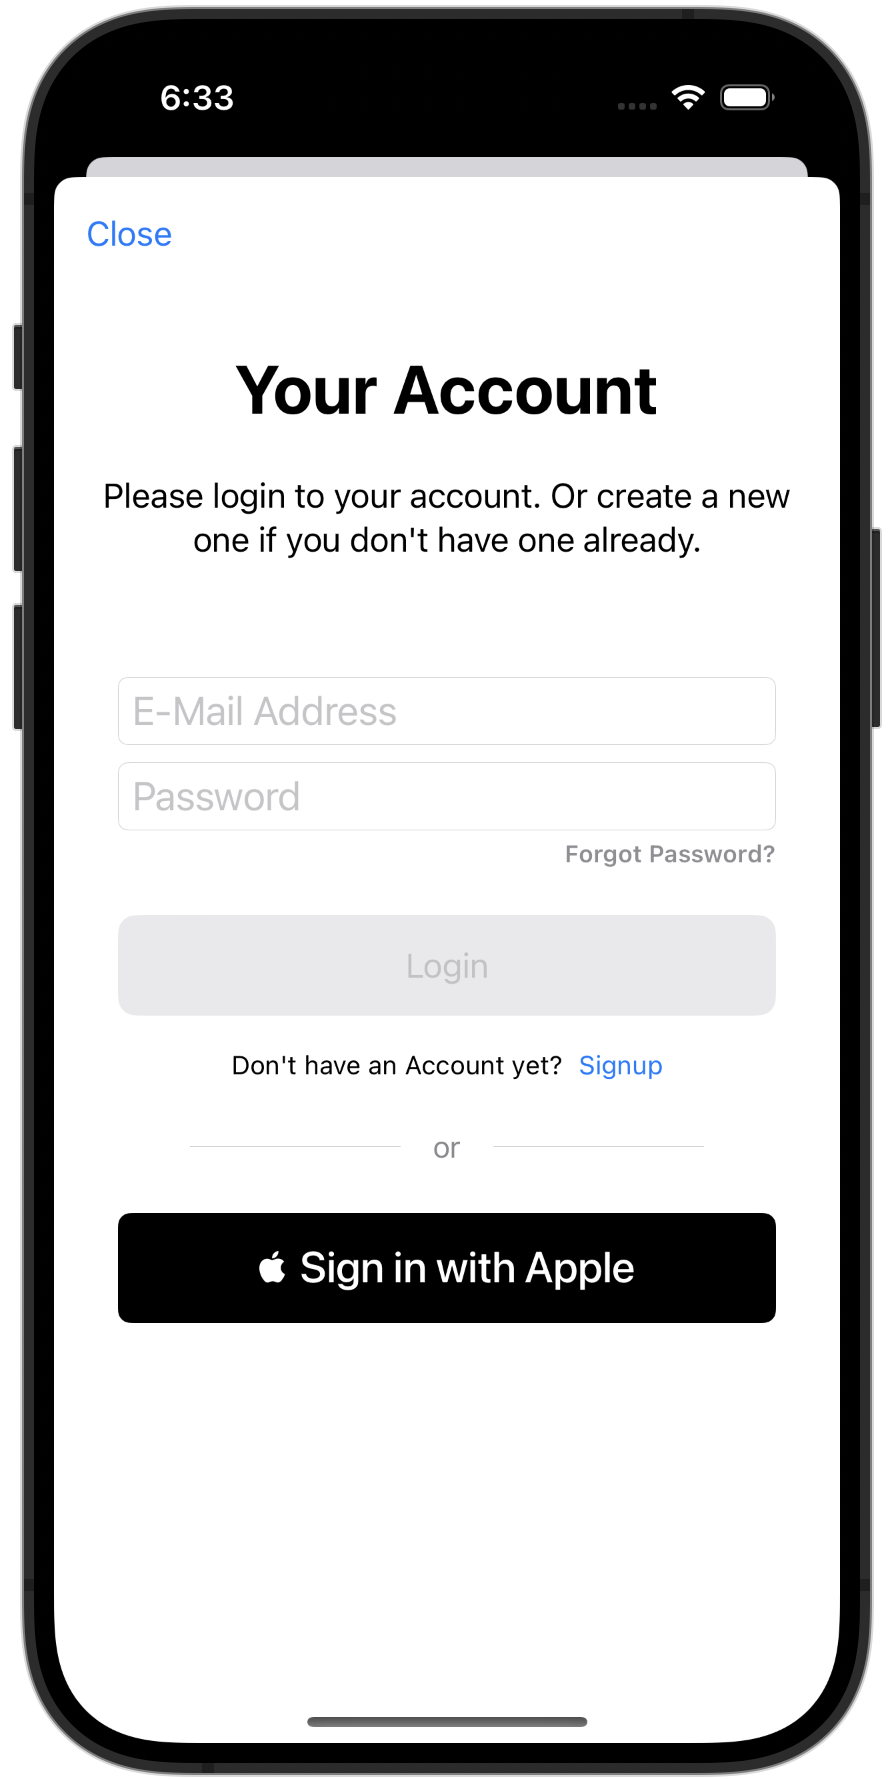 6:33
Close
Your Account
Please login to your account. Or create a new
one if you don't have one already.
E-Mail Address
Password
Forgot Password?
Login
Don't have an Account yet? Signup
or
Sign in with Apple